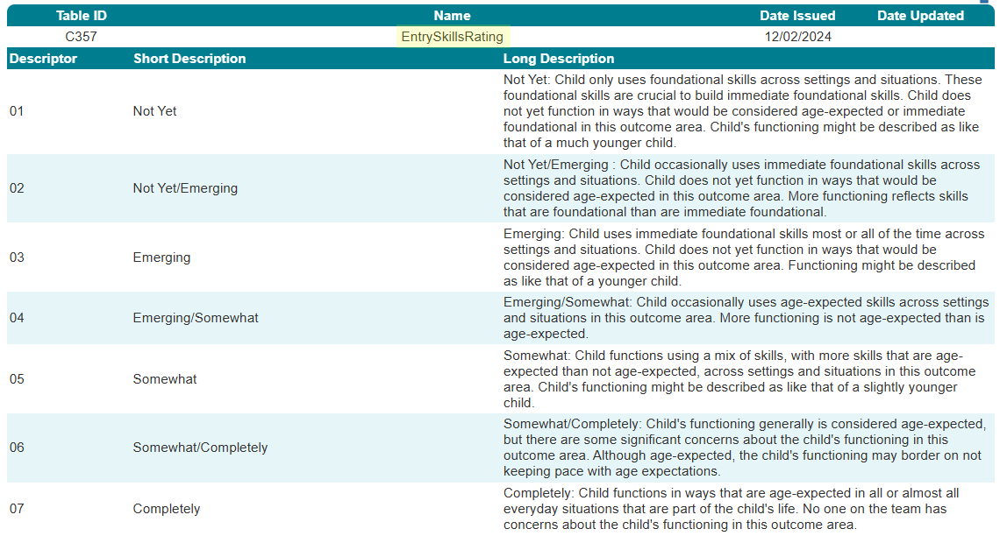 Table ID Name Date Issued Date Updated
C357 EntrySkillsRating 12/02/2024
Descriptor Short Description Long Description
01 Not Yet Not Yet: Child only uses foundational skills across settings and situations. These
foundational skills are crucial to build immediate foundational skills. Child does
not yet function in ways that would be considered age-expected or immediate
foundational in this outcome area. Child's functioning might be described as like
that of a much younger child.
02 Not Yet/Emerging Not Yet/Emerging : Child occasionally uses immediate foundational skills across
settings and situations. Child does not yet function in ways that would be
considered age-expected in this outcome area. More functioning reflects skills
that are foundational than are immediate foundational.
03 Emerging Emerging: Child uses immediate foundational skills most or all of the time across
settings and situations. Child does not yet function in ways that would be
considered age-expected in this outcome area. Functioning might be described
as like that of a younger child.
04 Emerging/Somewhat Emerging/Somewhat: Child occasionally uses age-expected skills across settings
and situations in this outcome area. More functioning is not age-expected than is
age-expected.
05 Somewhat Somewhat: Child functions using a mix of skills, with more skills that are age-
expected than not age-expected, across settings and situations in this outcome
area. Child's functioning might be described as like that of a slightly younger
child.
06 Somewhat/Completely Somewhat/Completely: Child's functioning generally is considered age-expected,
but there are some significant concerns about the child's functioning in this
outcome area. Although age-expected, the child's functioning may border on not
keeping pace with age expectations.
07 Completely Completely: Child functions in ways that are age-expected in all or almost all
everyday situations that are part of the child's life. No one on the team has
concerns about the child's functioning in this outcome area.